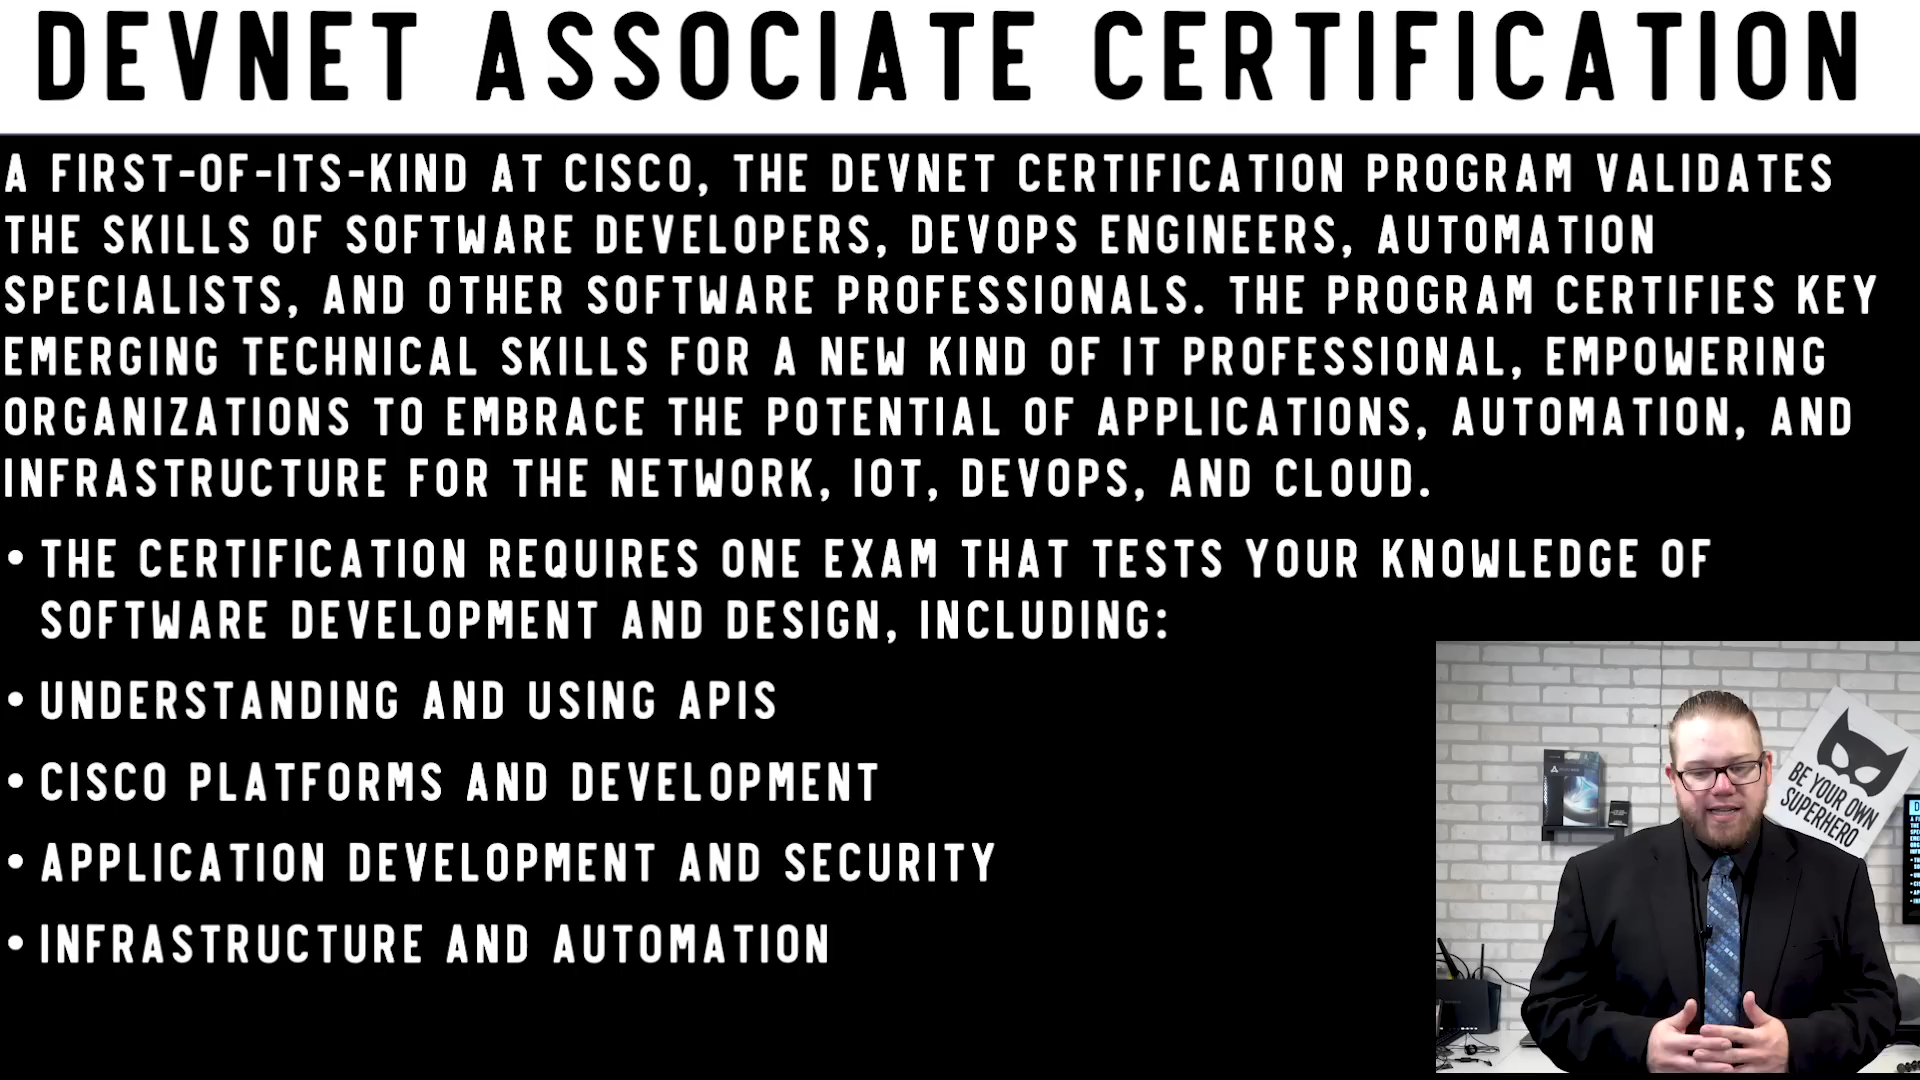 DEVNET ASSOCIATE CERTIFICATION
A FIRST-OF-ITS-KIND AT CISCO, THE DEVNET CERTIFICATION PROGRAM VALIDATES
THE SKILLS OF SOFTWARE DEVELOPERS, DEVOPS ENGINEERS, AUTOMATION
SPECIALISTS, AND OTHER SOFTWARE PROFESSIONALS. THE PROGRAM CERTIFIES KEY
EMERGING TECHNICAL SKILLS FOR A NEW KIND OF IT PROFESSIONAL, EMPOWERING
ORGANIZATIONS TO EMBRACE THE POTENTIAL OF APPLICATIONS, AUTOMATION, AND
INFRASTRUCTURE FOR THE NETWORK, IOT, DEVOPS, AND CLOUD.
• THE CERTIFICATION REQUIRES ONE EXAM THAT TESTS YOUR KNOWLEDGE OF
SOFTWARE DEVELOPMENT AND DESIGN, INCLUDING:
• UNDERSTANDING AND USING APIS
• CISCO PLATFORMS AND DEVELOPMENT
• APPLICATION DEVELOPMENT AND SECURITY
• INFRASTRUCTURE AND AUTOMATION
BE YOUR OWN
SUPERHERO